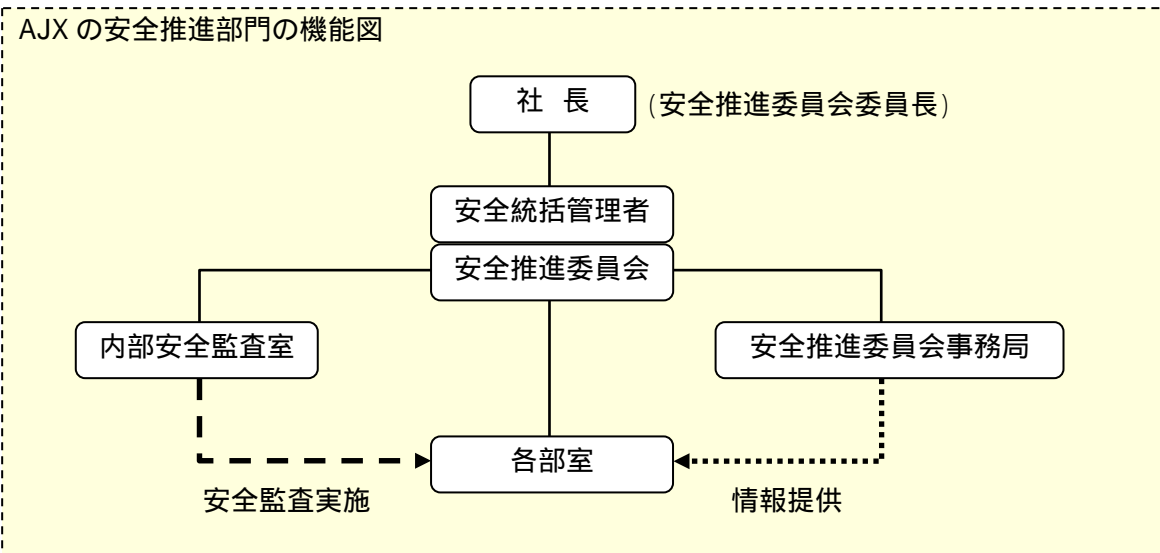 AJX の安全推進部門の機能図
社 長
(安全推進委員会委員長)
安全統括管理者
安全推進委員会
内部安全監査室
安全推進委員会事務局
各部室
安全監査実施
情報提供